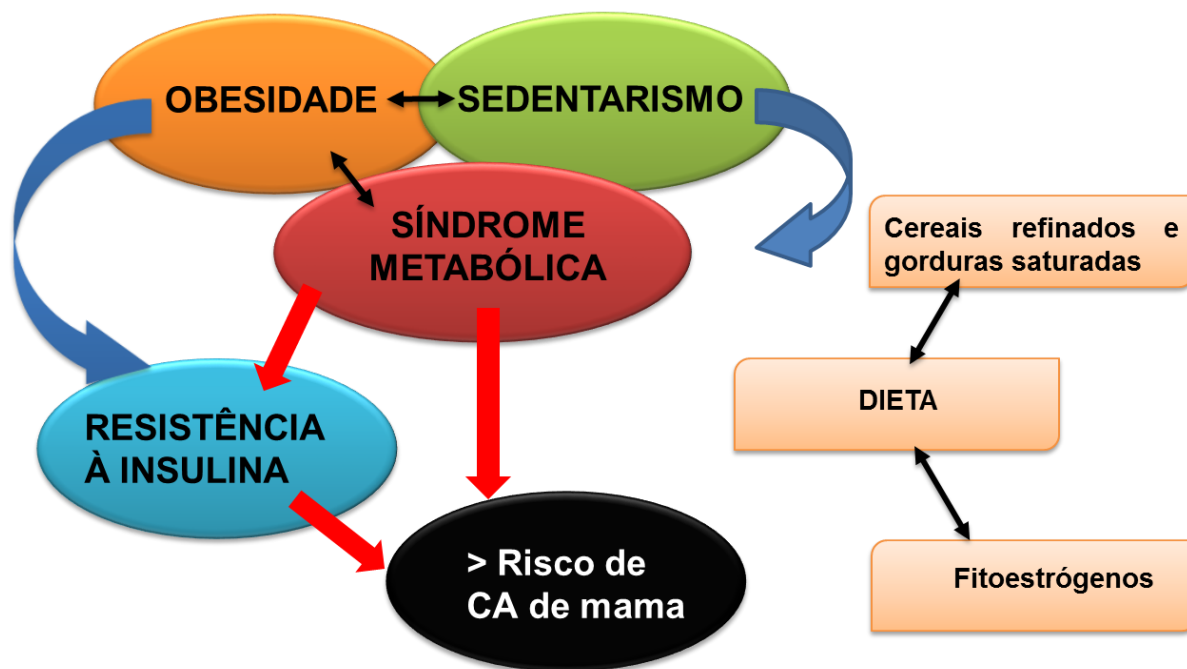 OBESIDADE
SEDENTARISMO
SÍNDROME
METABÓLICA
RESISTÊNCIA
À INSULINA
> Risco de
CA de mama
Cereais refinados e
gorduras saturadas
DIETA
Fitoestrógenos